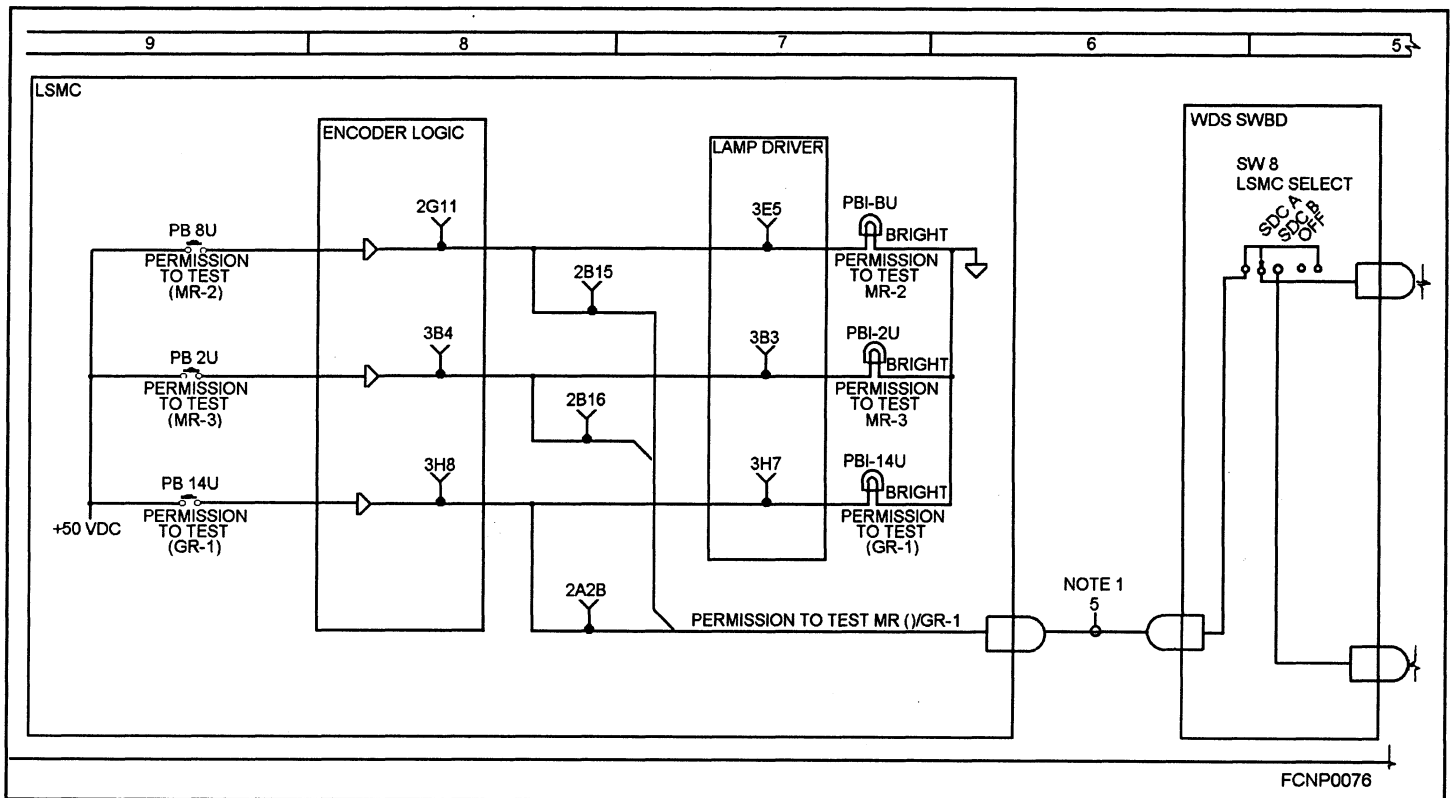 9 8 7 6 5
LSMC
ENCODER LOGIC
LAMP DRIVER
WDS SWBD
SW 8
LSMC SELECT
SDC A
SDC B
OFF
PB 8U
PERMISSION
TO TEST
(MR-2)
2G11
3E5
PBI-BU
BRIGHT
PERMISSION
TO TEST
MR-2
2B15
PB 2U
PERMISSION
TO TEST
(MR-3)
3B4
3B3
PBI-2U
BRIGHT
PERMISSION
TO TEST
MR-3
2B16
PB 14U
PERMISSION
TO TEST
(GR-1)
+50 VDC
3H8
3H7
PBI-14U
BRIGHT
PERMISSION
TO TEST
(GR-1)
2A2B
PERMISSION TO TEST MR ()/GR-1
NOTE 1
5
FCNP0076